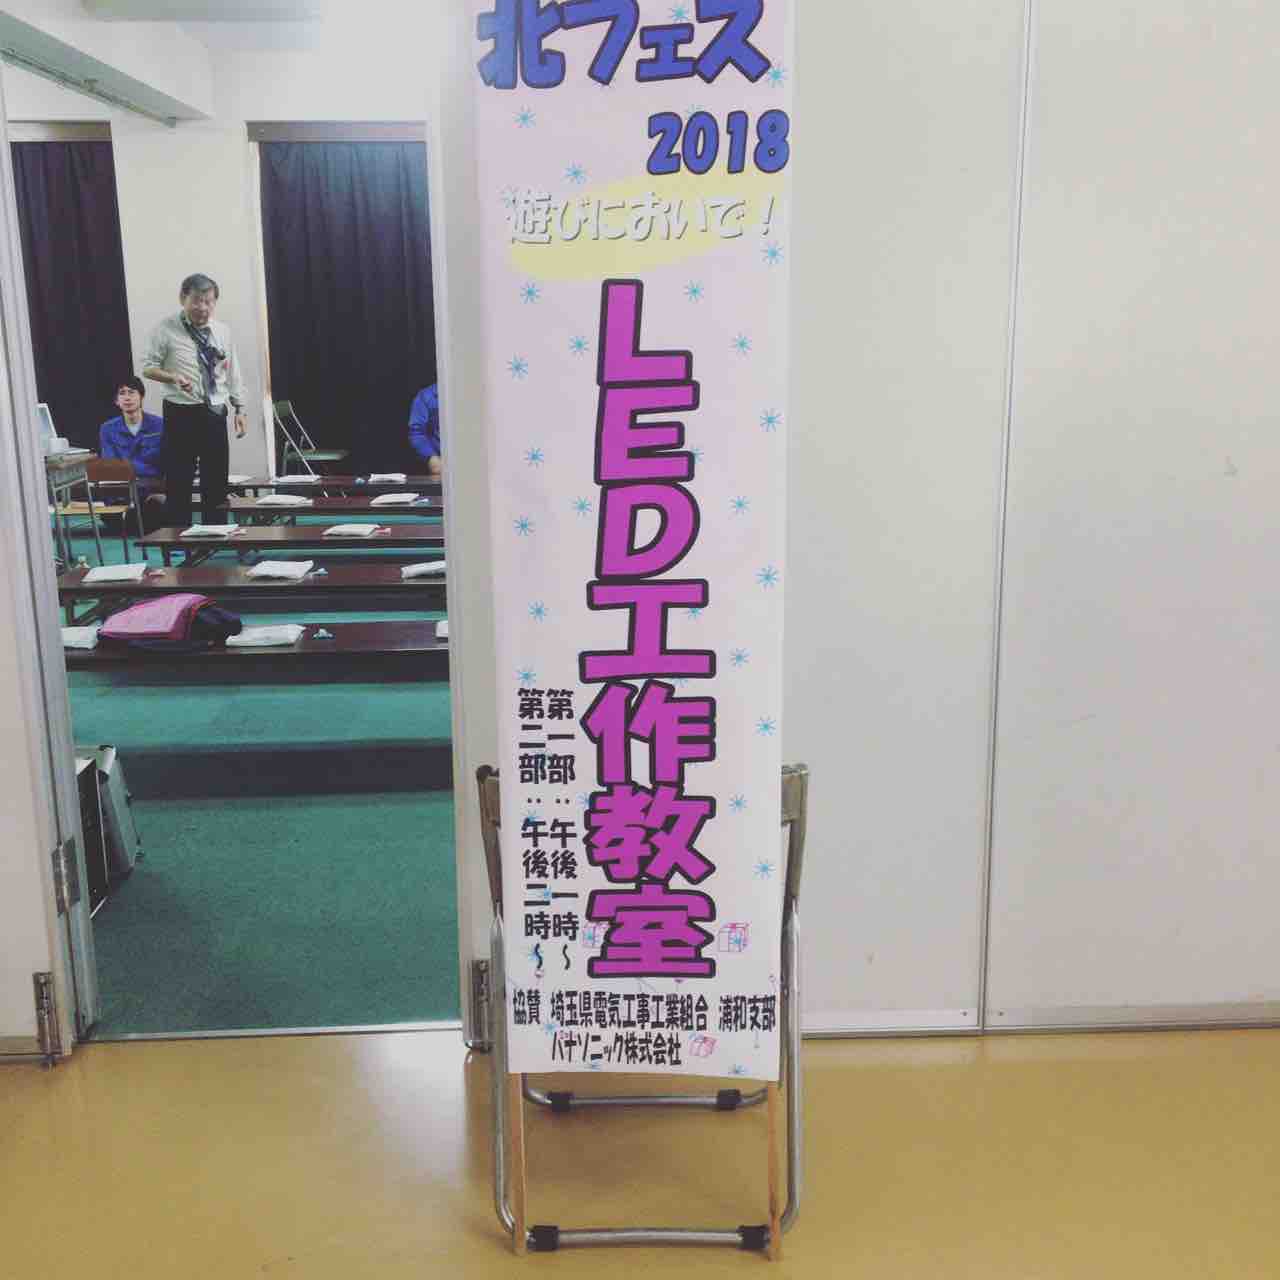 北フェス
2018
遊びにおいで！
LED工作教室
第一部：午後一時～
第二部：午後二時～
協賛 埼玉県電気工事工業組合 浦和支部
パナソニック株式会社